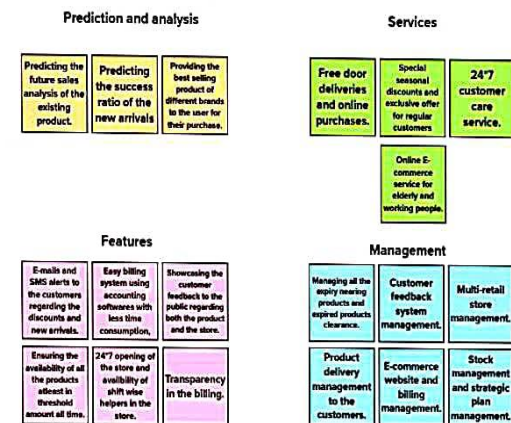 Prediction and analysis
Predicting the
future sales
analysis of the
existing
product.
Predicting
the success
ratio of the
new arrivals
Providing the
best selling
product of
different brands
to the user for
their purchase.
Services
Free door
deliveries
and online
purchases.
Special
seasonal
discounts and
exclusive offer
for regular
customers
24*7
customer
care
service.
Online E-
commerce
service for
elderly and
working people.
Features
E-mails and
SMS alerts to
the customers
regarding the
discounts and
new arrivals.
Easy billing
system using
accounting
softwares with
less time
consumption,
Showcasing the
customer
feedback to the
public regarding
both the product
and the store.
Ensuring the
availability of all
the products
atleast in
threshold
amount all time.
24*7 opening of
the store and
avalibility of
shift wise
helpers in the
store.
Transparency
in the billing.
Management
Managing all the
expiry nearing
products and
expired products
clearance.
Customer
feedback
system
management.
Multi-retail
store
management.
Product
delivery
management
to the
customers.
E-commerce
website and
billing
management.
Stock
management
and strategic
plan
management.